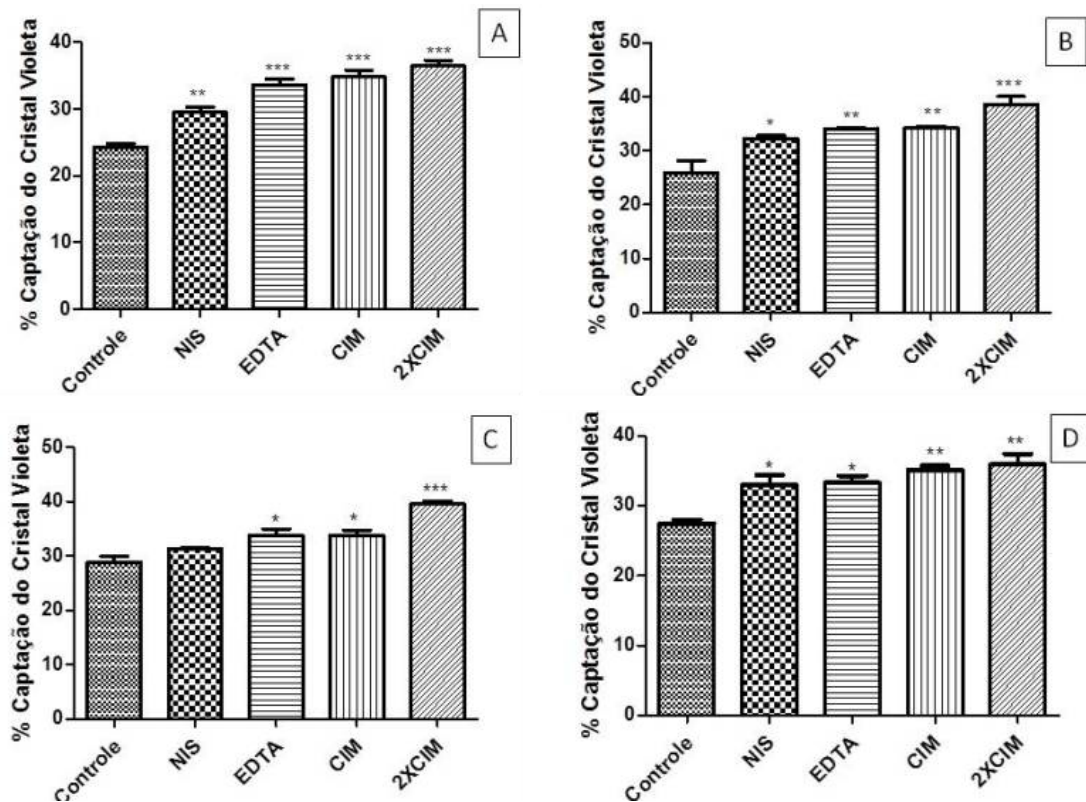 A
% Captação do Cristal Violeta
40
30
20
10
0
**
***
***
***
Controle
NIS
EDTA
CIM
2XCIM
B
% Captação do Cristal Violeta
50
40
30
20
10
0
*
**
**
***
Controle
NIS
EDTA
CIM
2XCIM
C
% Captação do Cristal Violeta
50
40
30
20
10
0
*
*
***
Controle
NIS
EDTA
CIM
2XCIM
D
% Captação do Cristal Violeta
40
30
20
10
0
*
*
**
**
Controle
NIS
EDTA
CIM
2XCIM